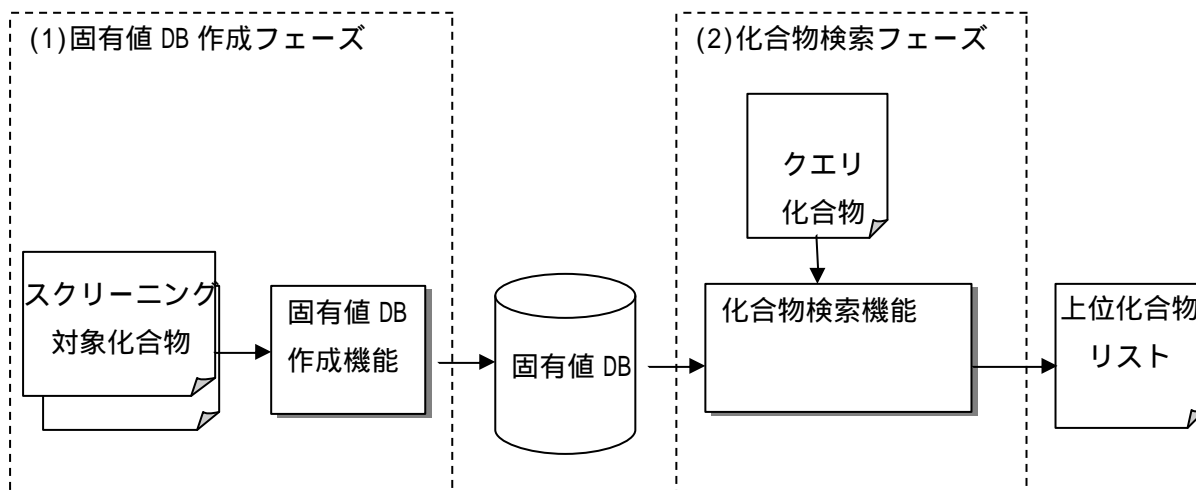 (1)固有値 DB 作成フェーズ
スクリーニング
対象化合物
固有値 DB
作成機能
固有値 DB
(2)化合物検索フェーズ
クエリ
化合物
化合物検索機能
上位化合物
リスト